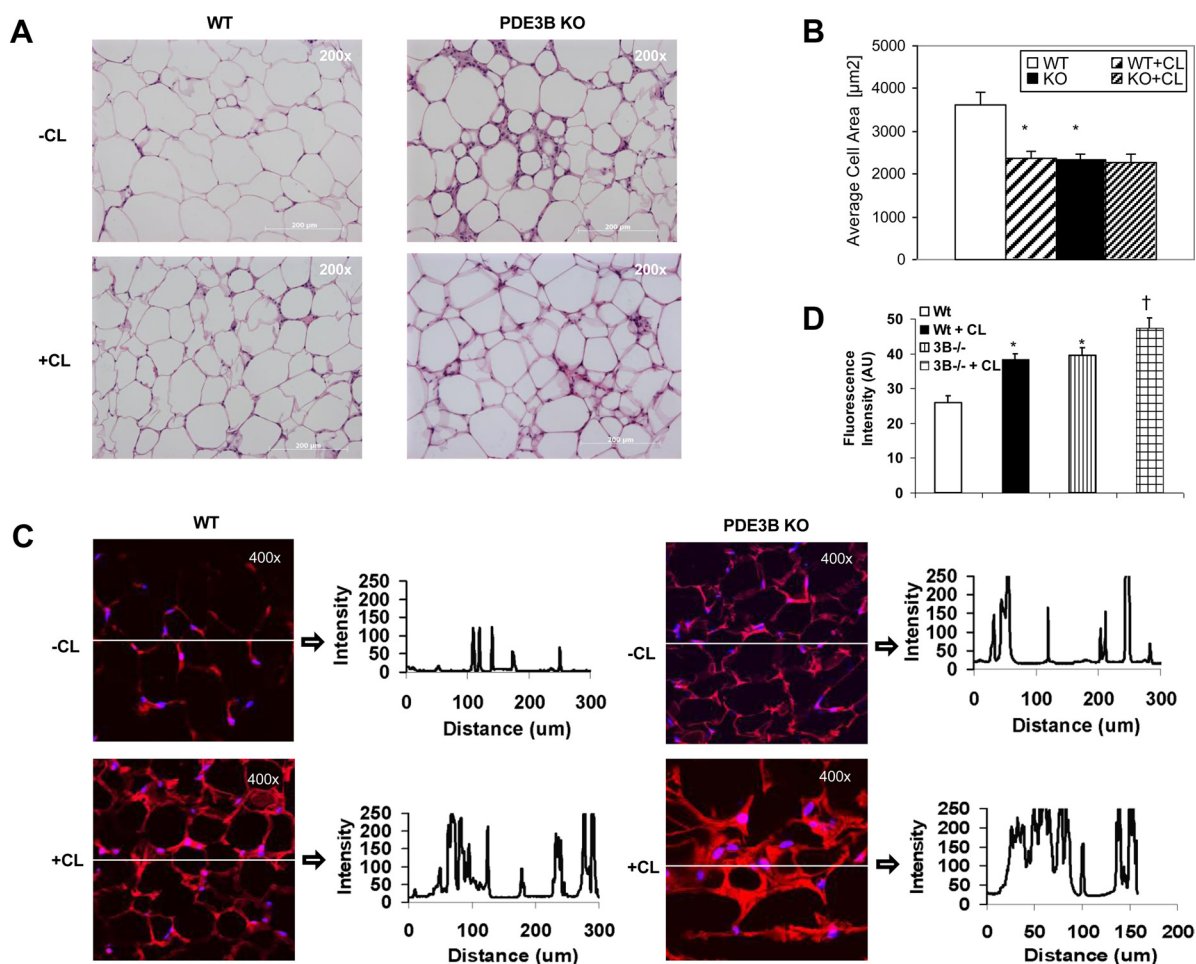 A
WT
PDE3B KO
-CL
200x
200 µm
200x
200 µm
+CL
200x
200 µm
200x
200 µm
B
Average Cell Area [µm2]
5000
4000
3000
2000
1000
0
WT
WT+CL
KO
KO+CL
*
*
D
Fluorescence
Intensity (AU)
60
50
40
30
20
10
0
Wt
Wt + CL
3B-/-
3B-/- + CL
*
*
†
C
WT
PDE3B KO
-CL
400x
Intensity
250
200
150
100
50
0
0 100 200 300
Distance (um)
-CL
400x
Intensity
250
200
150
100
50
0
0 100 200 300
Distance (um)
+CL
400x
Intensity
250
200
150
100
50
0
0 100 200 300
Distance (um)
+CL
400x
Intensity
250
200
150
100
50
0
0 50 100 150
Distance (um)